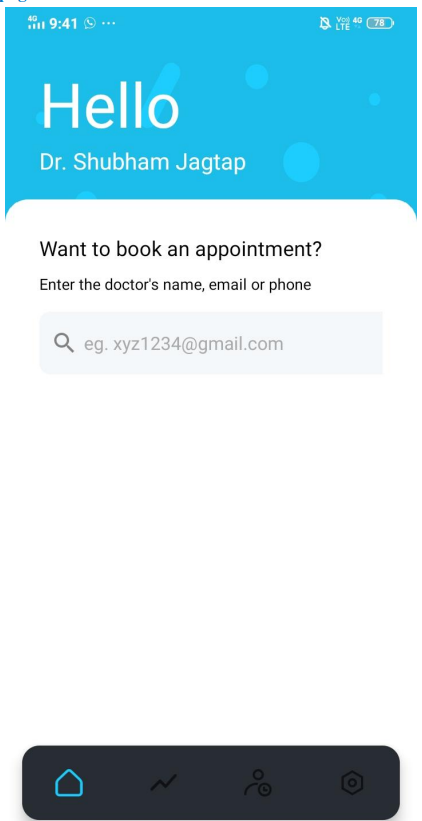 4G 9:41 ... Vo)) LTE 4G 78
Hello
Dr. Shubham Jagtap
Want to book an appointment?
Enter the doctor's name, email or phone
eg. xyz1234@gmail.com